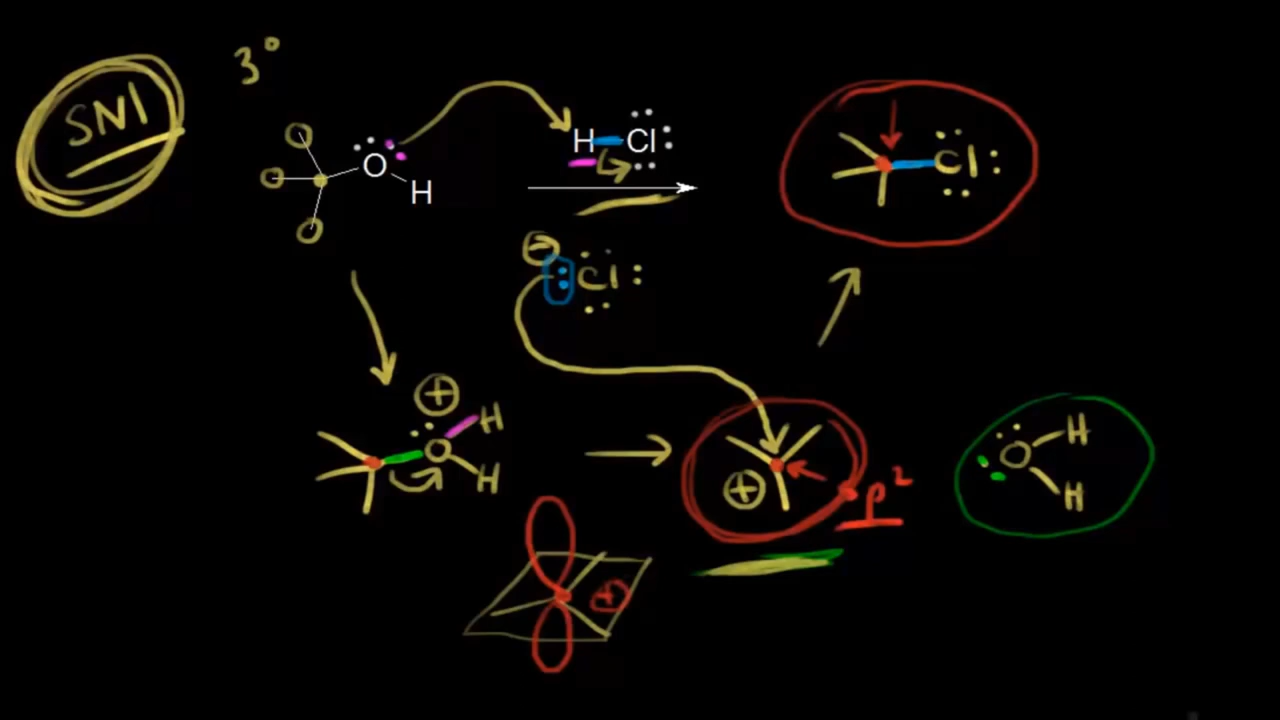 SN1
3°
O
H
H Cl
Cl
⊖
Cl
⊕
O H
H
⊕
p²
O H
H
+